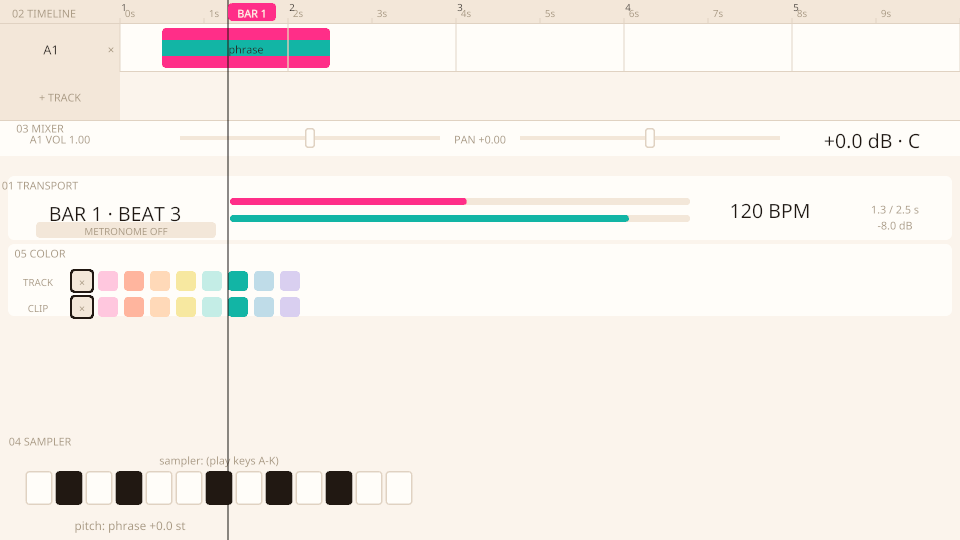 02 TIMELINE
1 2 3 4 5
0s 1s BAR 1 2s 3s 4s 5s 6s 7s 8s 9s
A1 × phrase
+ TRACK
03 MIXER
A1 VOL 1.00 PAN +0.00 +0.0 dB · C
01 TRANSPORT
BAR 1 · BEAT 3 120 BPM 1.3 / 2.5 s
METRONOME OFF -8.0 dB
05 COLOR
TRACK ×
CLIP ×
04 SAMPLER
sampler: (play keys A-K)
pitch: phrase +0.0 st